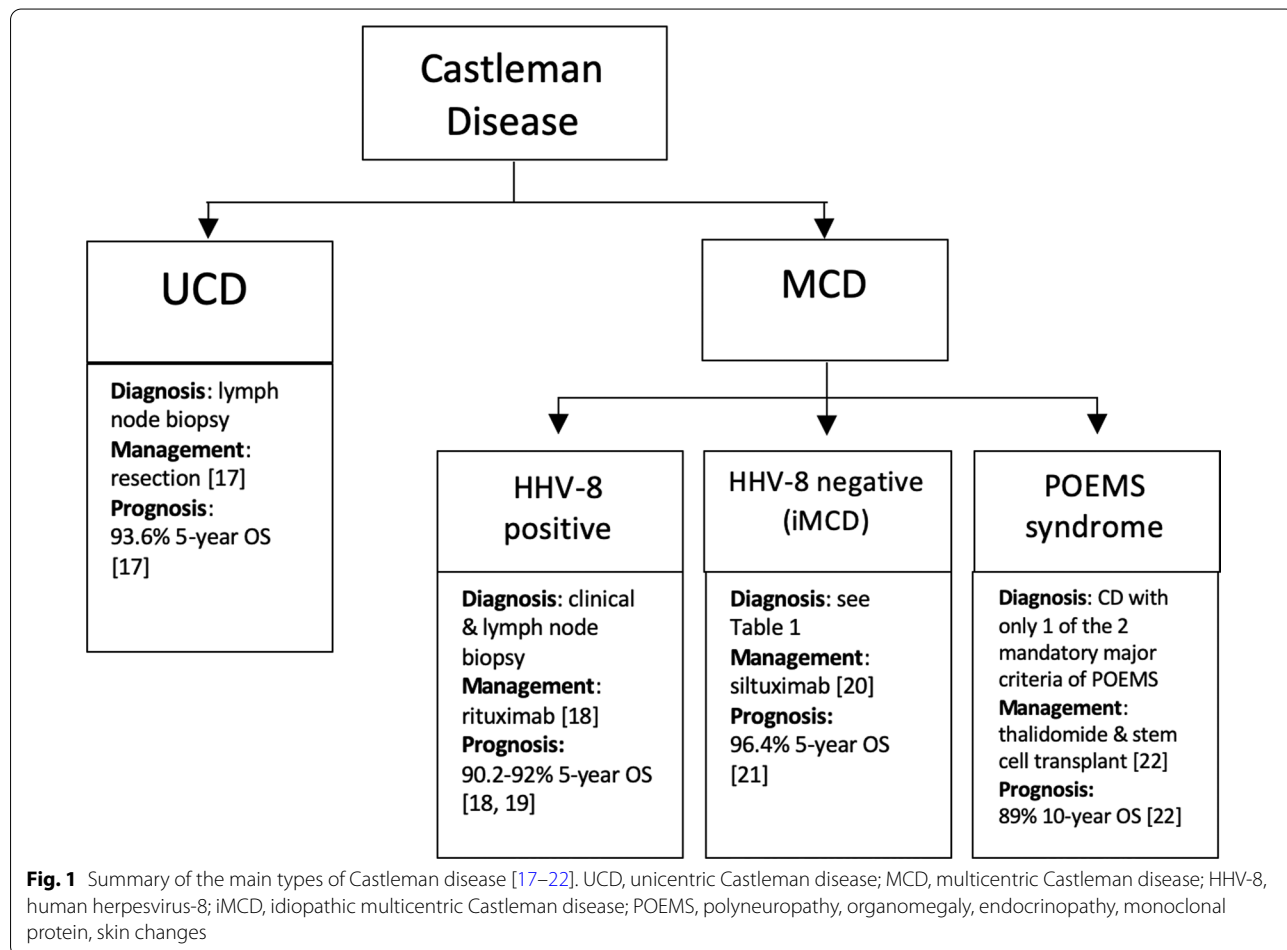 Castleman
Disease
UCD
MCD
Diagnosis: lymph
node biopsy
Management:
resection [17]
Prognosis:
93.6% 5-year OS
[17]
HHV-8
positive
HHV-8 negative
(iMCD)
POEMS
syndrome
Diagnosis: clinical
& lymph node
biopsy
Management:
rituximab [18]
Prognosis:
90.2-92% 5-year OS
[18, 19]
Diagnosis: see
Table 1
Management:
siltuximab [20]
Prognosis:
96.4% 5-year OS
[21]
Diagnosis: CD with
only 1 of the 2
mandatory major
criteria of POEMS
Management:
thalidomide & stem
cell transplant [22]
Prognosis:
89% 10-year OS [22]
Fig. 1 Summary of the main types of Castleman disease [17–22]. UCD, unicentric Castleman disease; MCD, multicentric Castleman disease; HHV-8,
human herpesvirus-8; iMCD, idiopathic multicentric Castleman disease; POEMS, polyneuropathy, organomegaly, endocrinopathy, monoclonal
protein, skin changes